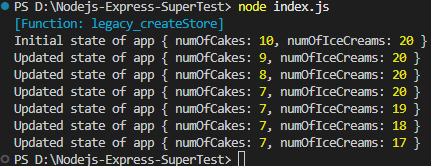 PS D:\Nodejs-Express-SuperTest> node index.js
[Function: legacy_createStore]
Initial state of app { numOfCakes: 10, numOfIceCreams: 20 }
Updated state of app { numOfCakes: 9, numOfIceCreams: 20 }
Updated state of app { numOfCakes: 8, numOfIceCreams: 20 }
Updated state of app { numOfCakes: 7, numOfIceCreams: 20 }
Updated state of app { numOfCakes: 7, numOfIceCreams: 19 }
Updated state of app { numOfCakes: 7, numOfIceCreams: 18 }
Updated state of app { numOfCakes: 7, numOfIceCreams: 17 }
PS D:\Nodejs-Express-SuperTest>